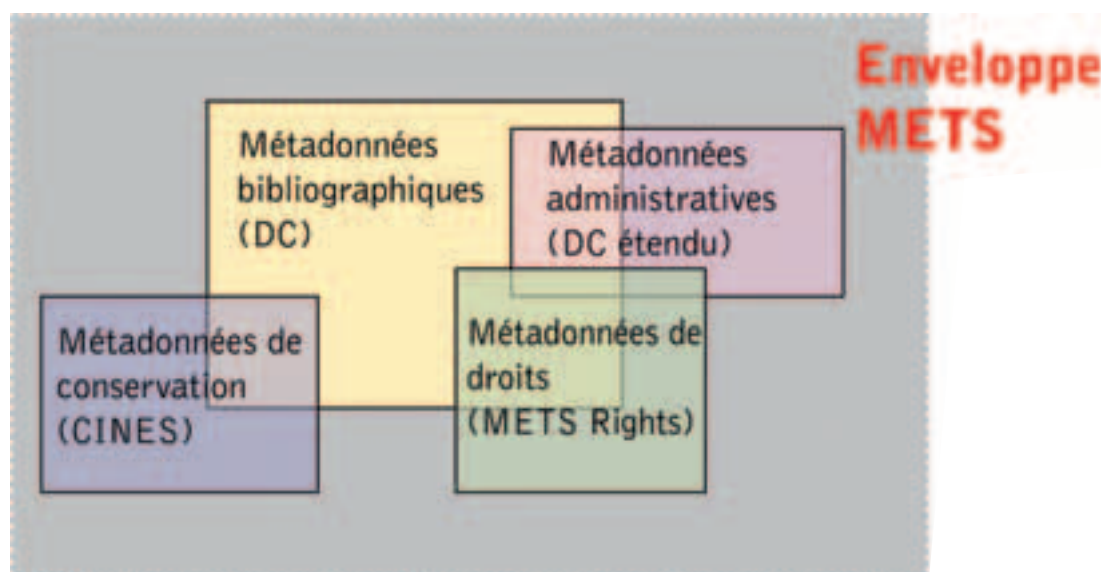 Enveloppe
METS
Métadonnées
bibliographiques
(DC)
Métadonnées
administratives
(DC étendu)
Métadonnées de
conservation
(CINES)
Métadonnées de
droits
(METS Rights)